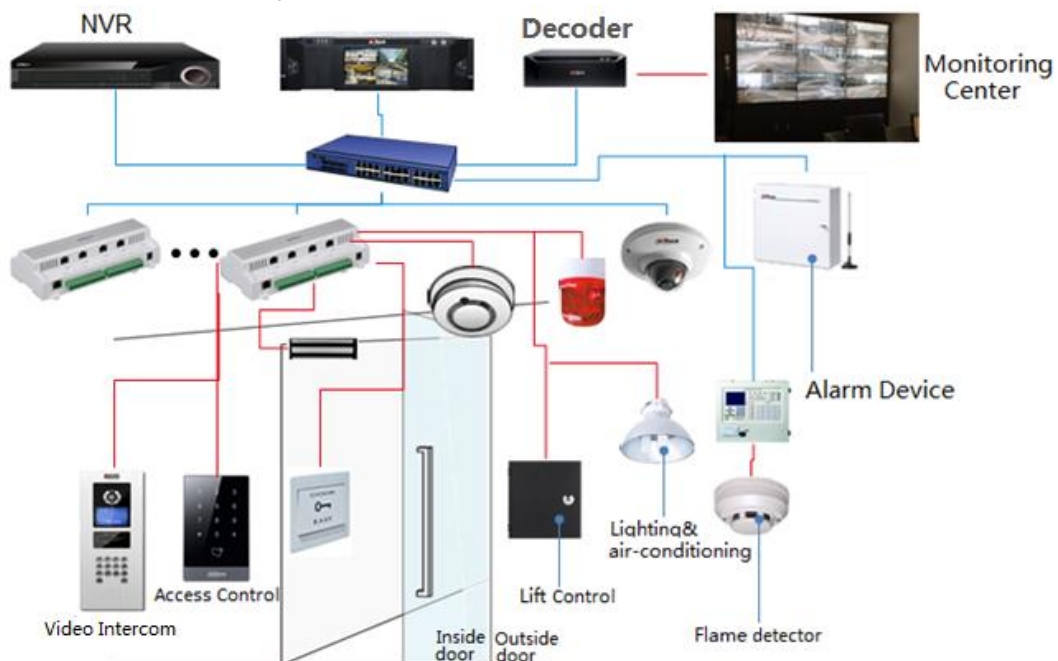 NVR
Decoder
Monitoring
Center
Alarm Device
Lighting&
air-conditioning
Access Control
Lift Control
Video Intercom
Inside
door
Outside
door
Flame detector